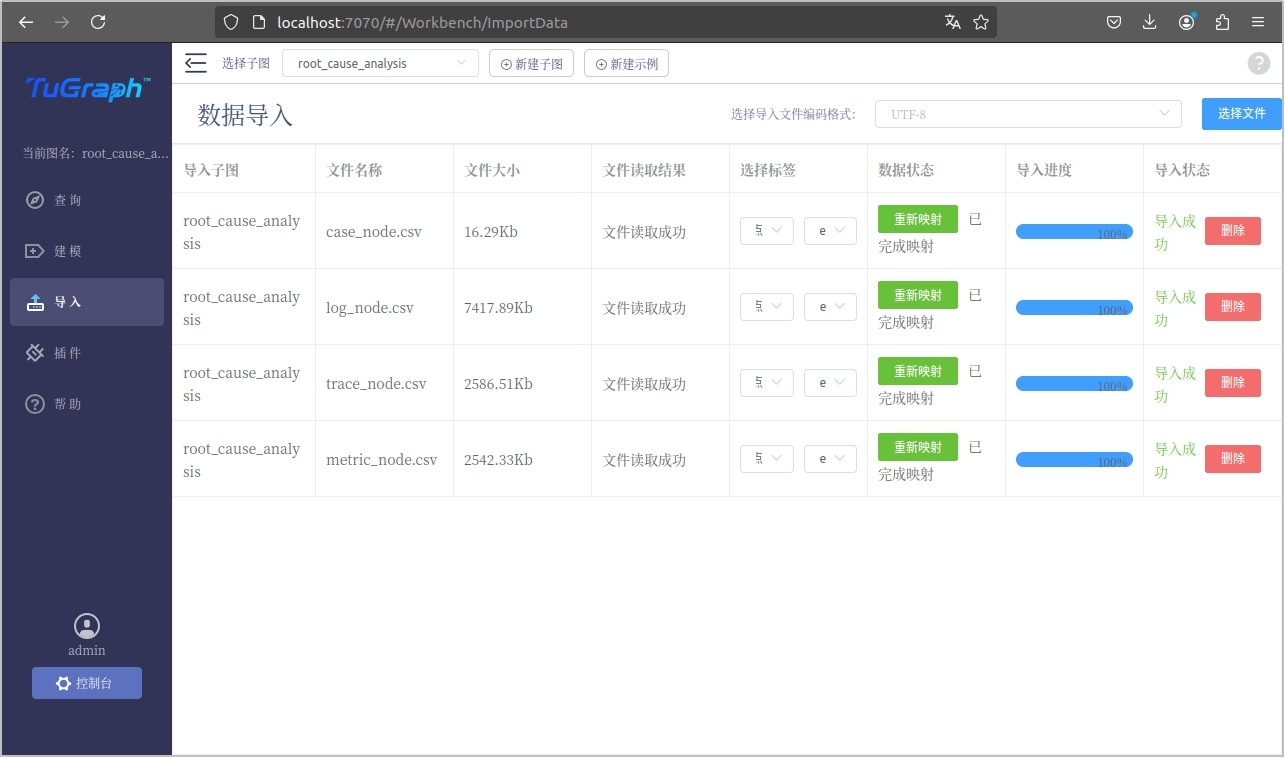 localhost:7070/#/Workbench/ImportData
TuGraph™
选择子图 root_cause_analysis 新建子图 新建示例
数据导入 选择导入文件编码格式： UTF-8 选择文件
当前图名：root_cause_a...
查询
建模
导入
插件
帮助
admin
控制台
导入子图 文件名称 文件大小 文件读取结果 选择标签 数据状态 导入进度 导入状态
root_cause_analy
sis
case_node.csv 16.29Kb 文件读取成功 e 重新映射 已
完成映射
100% 导入成
功
删除
root_cause_analy
sis
log_node.csv 7417.89Kb 文件读取成功 e 重新映射 已
完成映射
100% 导入成
功
删除
root_cause_analy
sis
trace_node.csv 2586.51Kb 文件读取成功 e 重新映射 已
完成映射
100% 导入成
功
删除
root_cause_analy
sis
metric_node.csv 2542.33Kb 文件读取成功 e 重新映射 已
完成映射
100% 导入成
功
删除